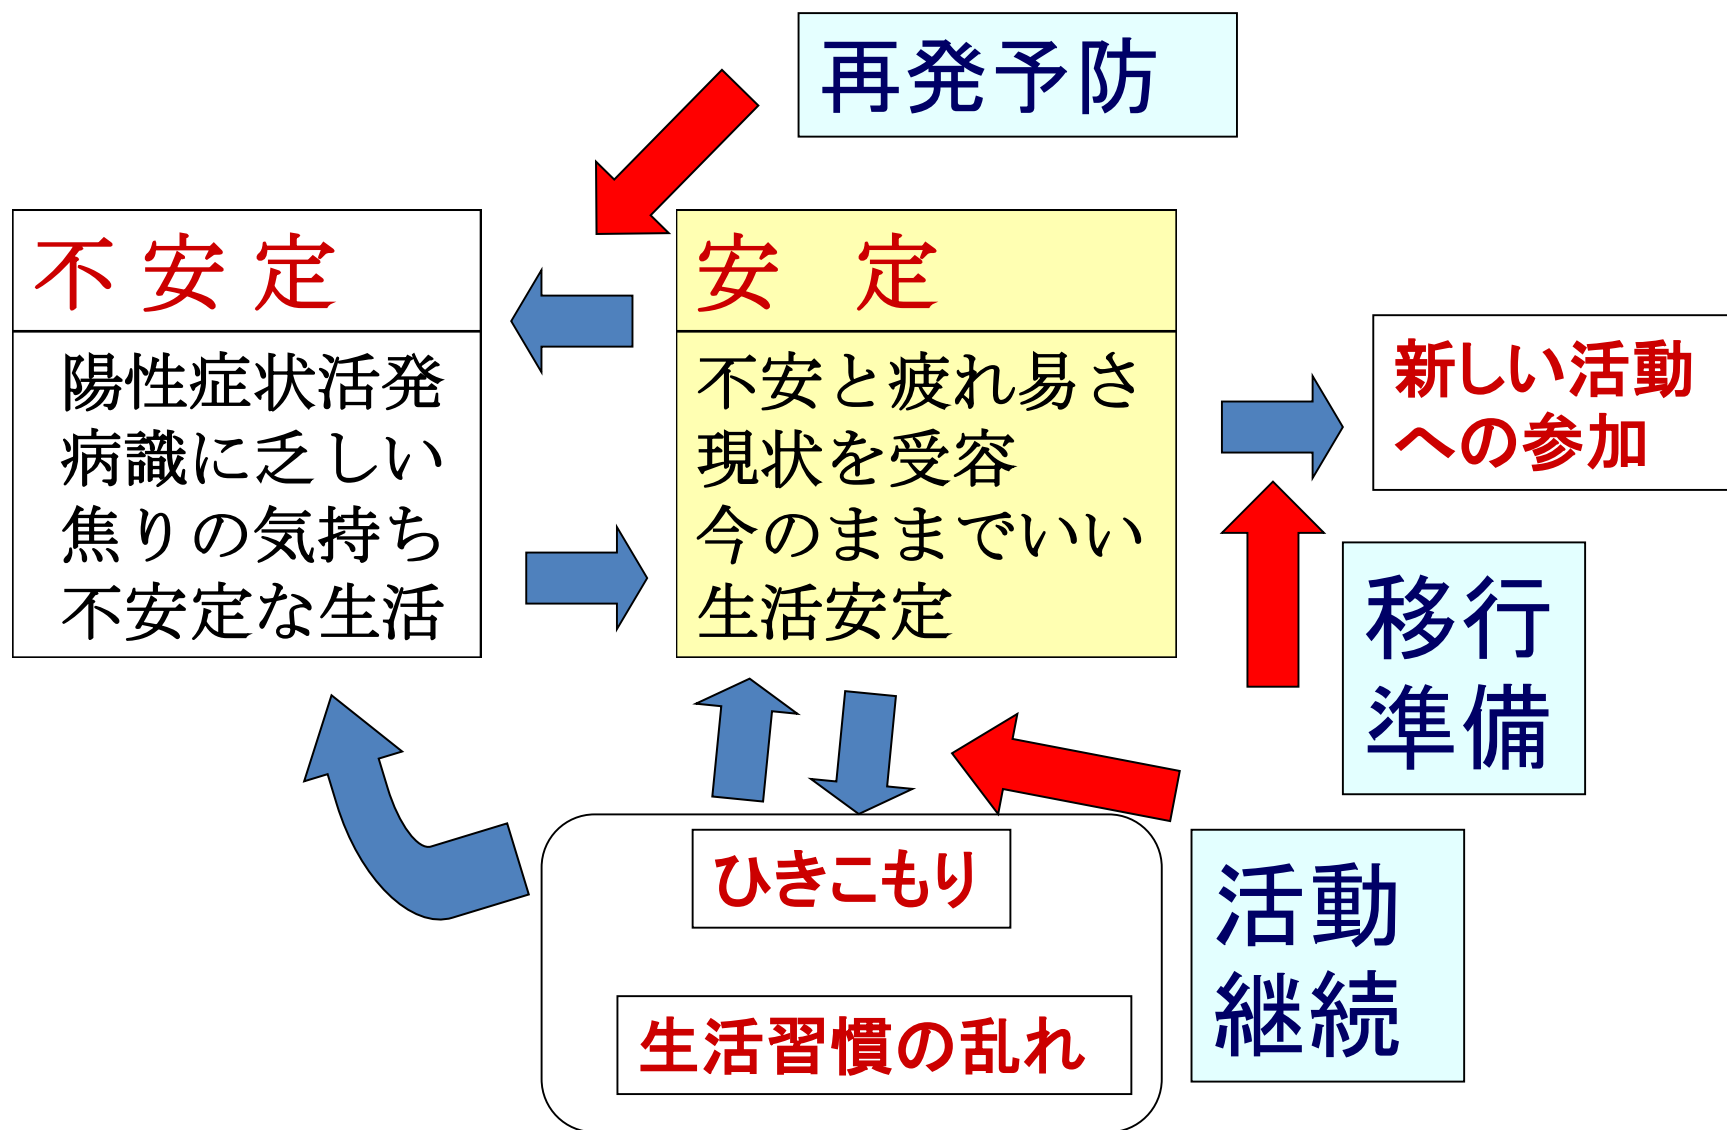 再発予防
不安定
陽性症状活発
病識に乏しい
焦りの気持ち
不安定な生活
安　定
不安と疲れ易さ
現状を受容
今のままでいい
生活安定
新しい活動
への参加
移行
準備
ひきこもり
生活習慣の乱れ
活動
継続